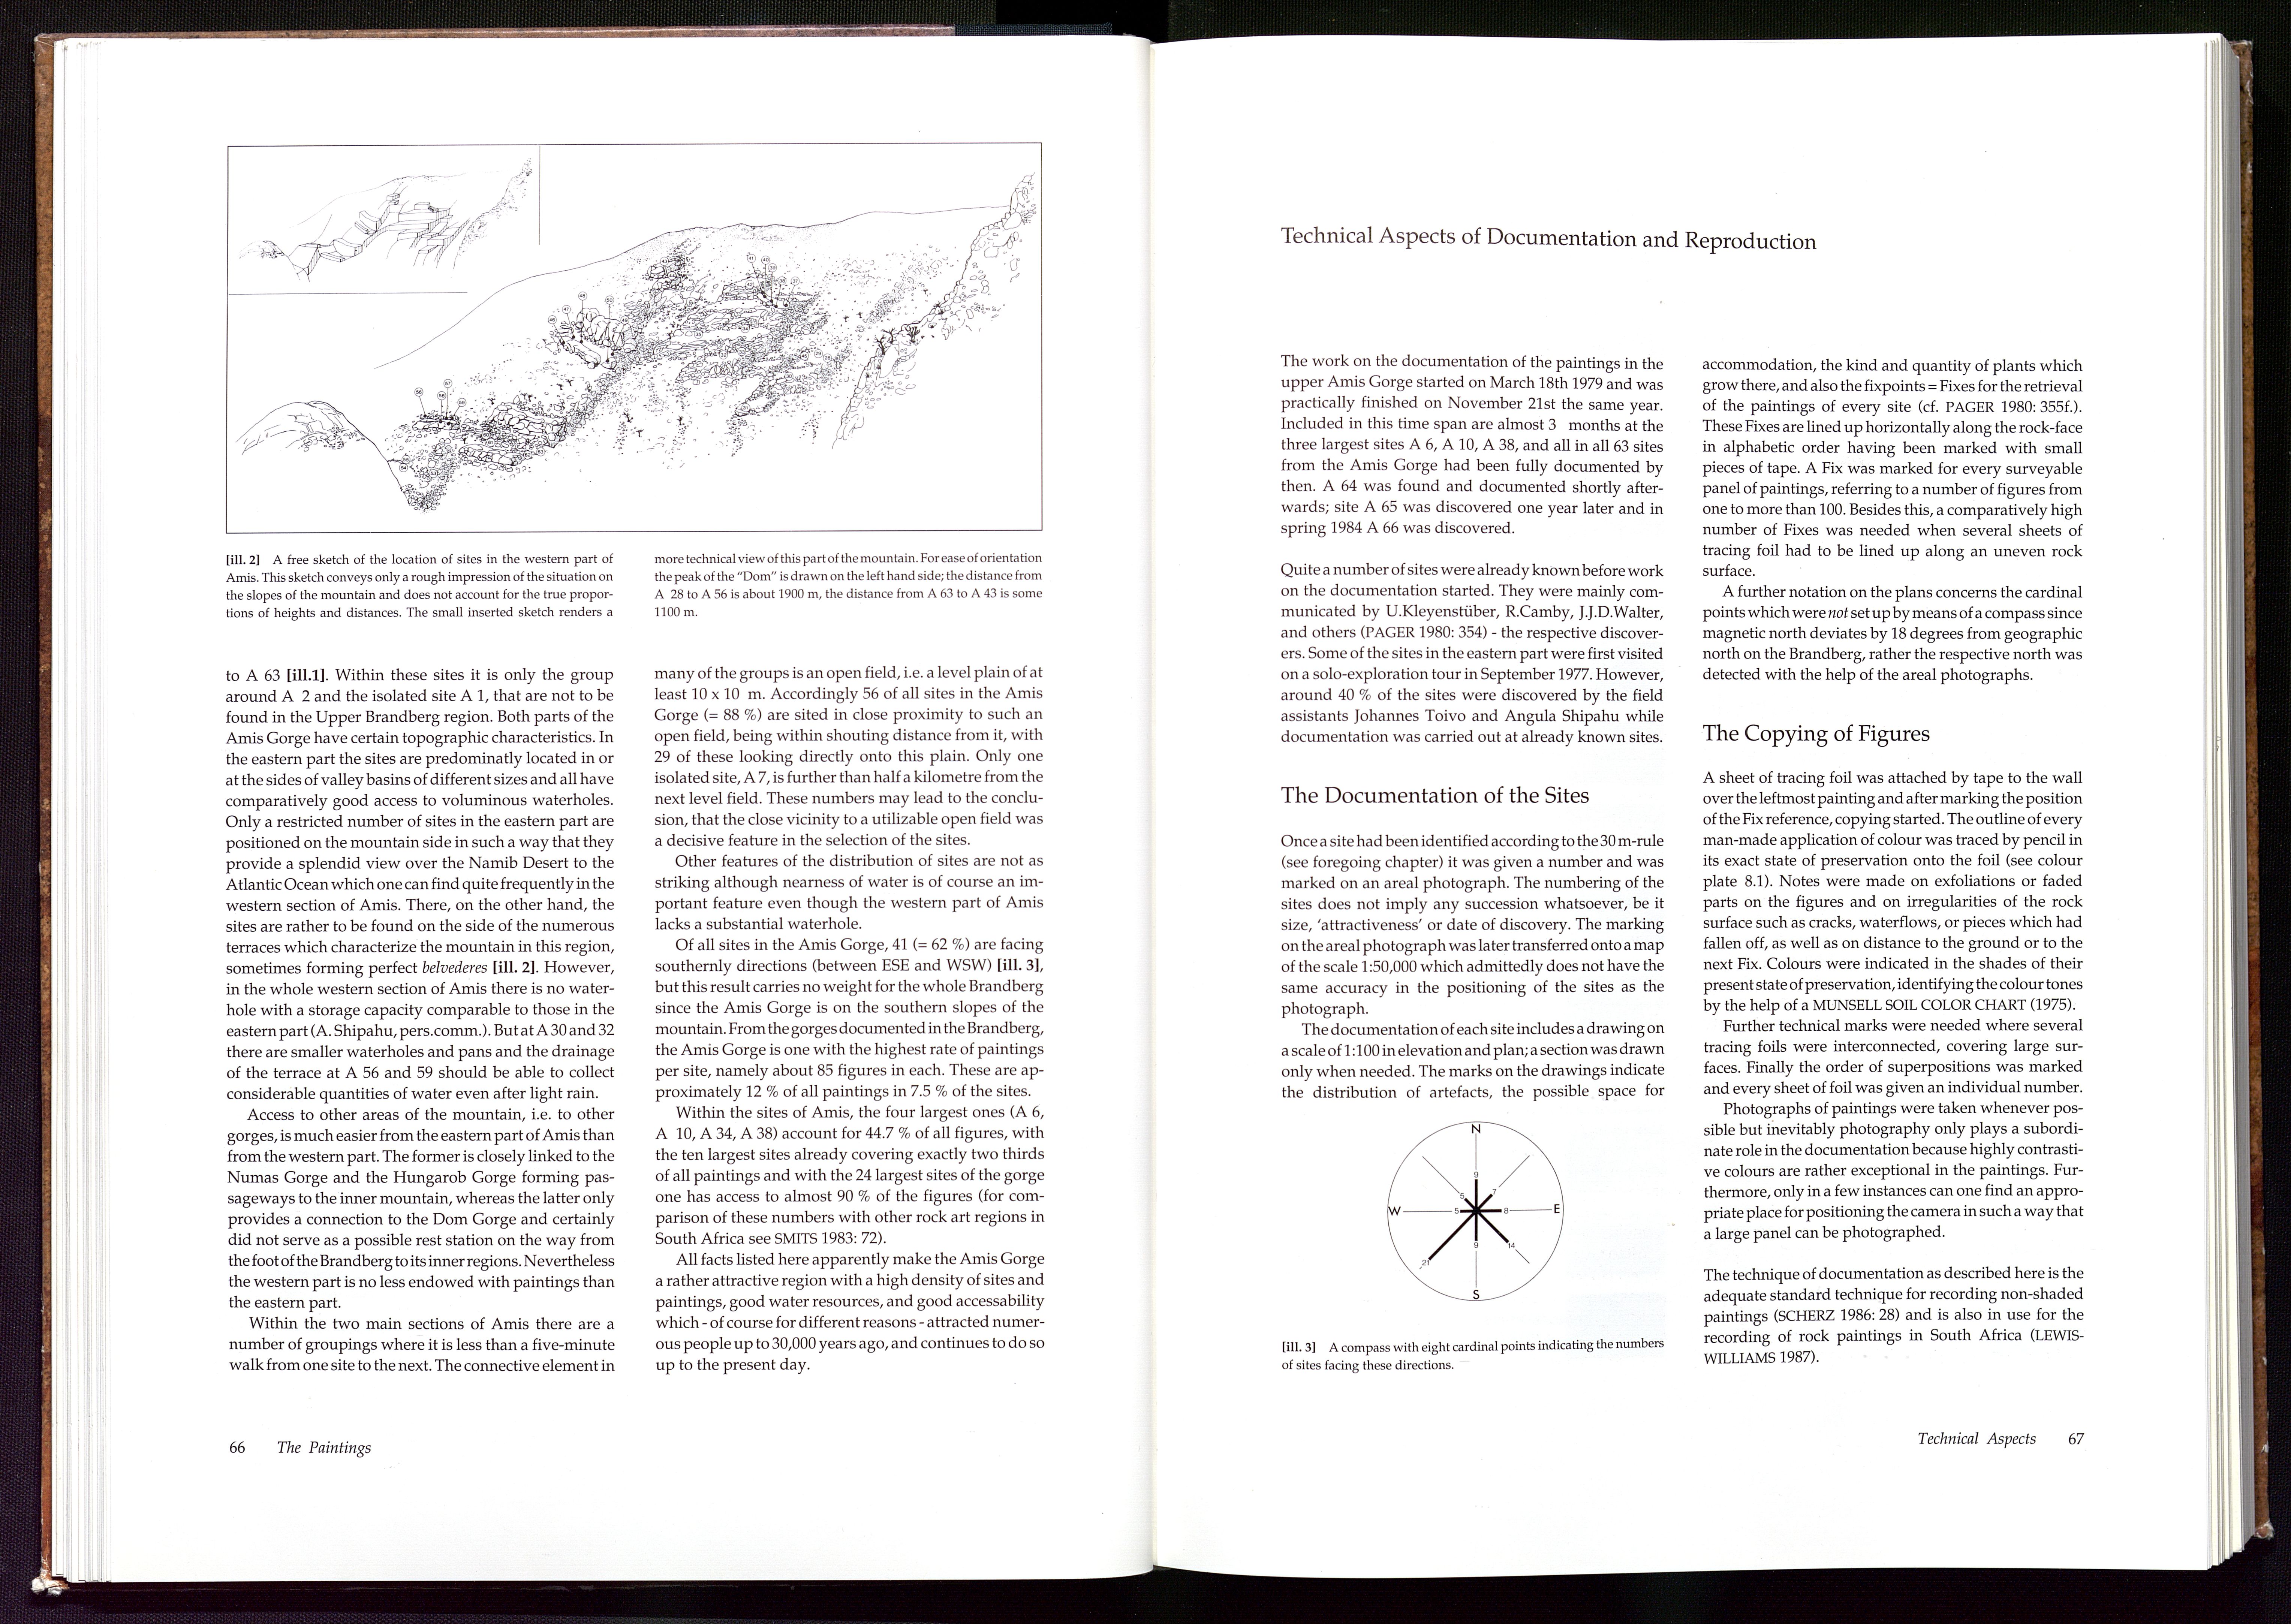 [ill. 2] A free sketch of the location of sites in the western part of
Amis. This sketch conveys only a rough impression of the situation on
the slopes of the mountain and does not account for the true propor-
tions of heights and distances. The small inserted sketch renders a
more technical view of this part of the mountain. For ease of orientation
the peak of the “Dom” is drawn on the left hand side; the distance from
A 28 to A 56 is about 1900 m, the distance from A 63 to A 43 is some
1100 m.
to A 63 [ill.1]. Within these sites it is only the group
around A 2 and the isolated site A 1, that are not to be
found in the Upper Brandberg region. Both parts of the
Amis Gorge have certain topographic characteristics. In
the eastern part the sites are predominatly located in or
at the sides of valley basins of different sizes and all have
comparatively good access to voluminous waterholes.
Only a restricted number of sites in the eastern part are
positioned on the mountain side in such a way that they
provide a splendid view over the Namib Desert to the
Atlantic Ocean which one can find quite frequently in the
western section of Amis. There, on the other hand, the
sites are rather to be found on the side of the numerous
terraces which characterize the mountain in this region,
sometimes forming perfect belvederes [ill. 2]. However,
in the whole western section of Amis there is no water-
hole with a storage capacity comparable to those in the
eastern part (A. Shipahu, pers.comm.). But at A 30 and 32
there are smaller waterholes and pans and the drainage
of the terrace at A 56 and 59 should be able to collect
considerable quantities of water even after light rain.
Access to other areas of the mountain, i.e. to other
gorges, is much easier from the eastern part of Amis than
from the western part. The former is closely linked to the
Numas Gorge and the Hungarob Gorge forming pas-
sageways to the inner mountain, whereas the latter only
provides a connection to the Dom Gorge and certainly
did not serve as a possible rest station on the way from
the foot of the Brandberg to its inner regions. Nevertheless
the western part is no less endowed with paintings than
the eastern part.
Within the two main sections of Amis there are a
number of groupings where it is less than a five-minute
walk from one site to the next. The connective element in
many of the groups is an open field, i.e. a level plain of at
least 10 x 10 m. Accordingly 56 of all sites in the Amis
Gorge (= 88 %) are sited in close proximity to such an
open field, being within shouting distance from it, with
29 of these looking directly onto this plain. Only one
isolated site, A 7, is further than half a kilometre from the
next level field. These numbers may lead to the conclu-
sion, that the close vicinity to a utilizable open field was
a decisive feature in the selection of the sites.
Other features of the distribution of sites are not as
striking although nearness of water is of course an im-
portant feature even though the western part of Amis
lacks a substantial waterhole.
Of all sites in the Amis Gorge, 41 (= 62 %) are facing
southernly directions (between ESE and WSW) [ill. 3],
but this result carries no weight for the whole Brandberg
since the Amis Gorge is on the southern slopes of the
mountain. From the gorges documented in the Brandberg,
the Amis Gorge is one with the highest rate of paintings
per site, namely about 85 figures in each. These are ap-
proximately 12 % of all paintings in 7.5 % of the sites.
Within the sites of Amis, the four largest ones (A 6,
A 10, A 34, A 38) account for 44.7 % of all figures, with
the ten largest sites already covering exactly two thirds
of all paintings and with the 24 largest sites of the gorge
one has access to almost 90 % of the figures (for com-
parison of these numbers with other rock art regions in
South Africa see SMITS 1983: 72).
All facts listed here apparently make the Amis Gorge
a rather attractive region with a high density of sites and
paintings, good water resources, and good accessability
which - of course for different reasons - attracted numer-
ous people up to 30,000 years ago, and continues to do so
up to the present day.
66 The Paintings
Technical Aspects of Documentation and Reproduction
The work on the documentation of the paintings in the
upper Amis Gorge started on March 18th 1979 and was
practically finished on November 21st the same year.
Included in this time span are almost 3 months at the
three largest sites A 6, A 10, A 38, and all in all 63 sites
from the Amis Gorge had been fully documented by
then. A 64 was found and documented shortly after-
wards; site A 65 was discovered one year later and in
spring 1984 A 66 was discovered.
Quite a number of sites were already known before work
on the documentation started. They were mainly com-
municated by U.Kleyenstüber, R.Camby, J.J.D.Walter,
and others (PAGER 1980: 354) - the respective discover-
ers. Some of the sites in the eastern part were first visited
on a solo-exploration tour in September 1977. However,
around 40 % of the sites were discovered by the field
assistants Johannes Toivo and Angula Shipahu while
documentation was carried out at already known sites.
The Documentation of the Sites
Once a site had been identified according to the 30 m-rule
(see foregoing chapter) it was given a number and was
marked on an areal photograph. The numbering of the
sites does not imply any succession whatsoever, be it
size, ‘attractiveness’ or date of discovery. The marking
on the areal photograph was later transferred onto a map
of the scale 1:50,000 which admittedly does not have the
same accuracy in the positioning of the sites as the
photograph.
The documentation of each site includes a drawing on
a scale of 1:100 in elevation and plan; a section was drawn
only when needed. The marks on the drawings indicate
the distribution of artefacts, the possible space for
N
9
5 7
W 5 8 E
9 14
21
S
[ill. 3] A compass with eight cardinal points indicating the numbers
of sites facing these directions.
accommodation, the kind and quantity of plants which
grow there, and also the fixpoints = Fixes for the retrieval
of the paintings of every site (cf. PAGER 1980: 355f.).
These Fixes are lined up horizontally along the rock-face
in alphabetic order having been marked with small
pieces of tape. A Fix was marked for every surveyable
panel of paintings, referring to a number of figures from
one to more than 100. Besides this, a comparatively high
number of Fixes was needed when several sheets of
tracing foil had to be lined up along an uneven rock
surface.
A further notation on the plans concerns the cardinal
points which were not set up by means of a compass since
magnetic north deviates by 18 degrees from geographic
north on the Brandberg, rather the respective north was
detected with the help of the areal photographs.
The Copying of Figures
A sheet of tracing foil was attached by tape to the wall
over the leftmost painting and after marking the position
of the Fix reference, copying started. The outline of every
man-made application of colour was traced by pencil in
its exact state of preservation onto the foil (see colour
plate 8.1). Notes were made on exfoliations or faded
parts on the figures and on irregularities of the rock
surface such as cracks, waterflows, or pieces which had
fallen off, as well as on distance to the ground or to the
next Fix. Colours were indicated in the shades of their
present state of preservation, identifying the colour tones
by the help of a MUNSELL SOIL COLOR CHART (1975).
Further technical marks were needed where several
tracing foils were interconnected, covering large sur-
faces. Finally the order of superpositions was marked
and every sheet of foil was given an individual number.
Photographs of paintings were taken whenever pos-
sible but inevitably photography only plays a subordi-
nate role in the documentation because highly contrasti-
ve colours are rather exceptional in the paintings. Fur-
thermore, only in a few instances can one find an appro-
priate place for positioning the camera in such a way that
a large panel can be photographed.
The technique of documentation as described here is the
adequate standard technique for recording non-shaded
paintings (SCHERZ 1986: 28) and is also in use for the
recording of rock paintings in South Africa (LEWIS-
WILLIAMS 1987).
Technical Aspects 67